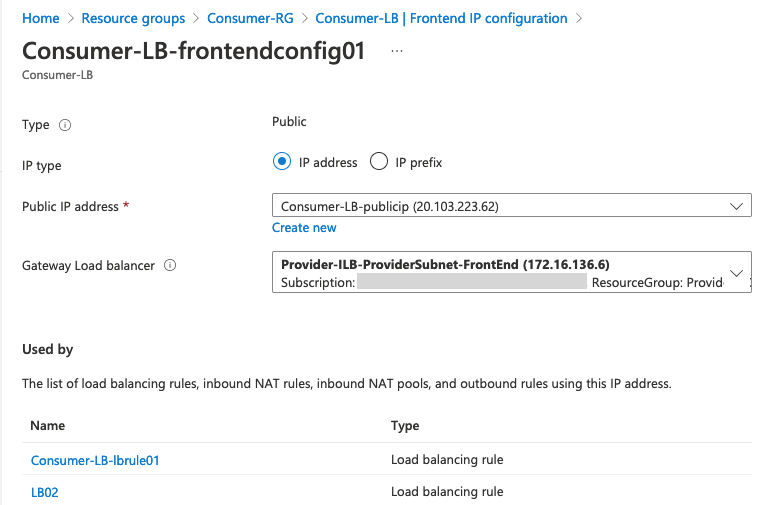 Home > Resource groups > Consumer-RG > Consumer-LB | Frontend IP configuration >
Consumer-LB-frontendconfig01 ...
Consumer-LB
Type
Public
IP type
IP address
IP prefix
Public IP address *
Consumer-LB-publicip (20.103.223.62)
Create new
Gateway Load balancer
Provider-ILB-ProviderSubnet-FrontEnd (172.16.136.6)
Subscription: ResourceGroup: Provid
Used by
The list of load balancing rules, inbound NAT rules, inbound NAT pools, and outbound rules using this IP address.
Name Type
Consumer-LB-lbrule01 Load balancing rule
LB02 Load balancing rule